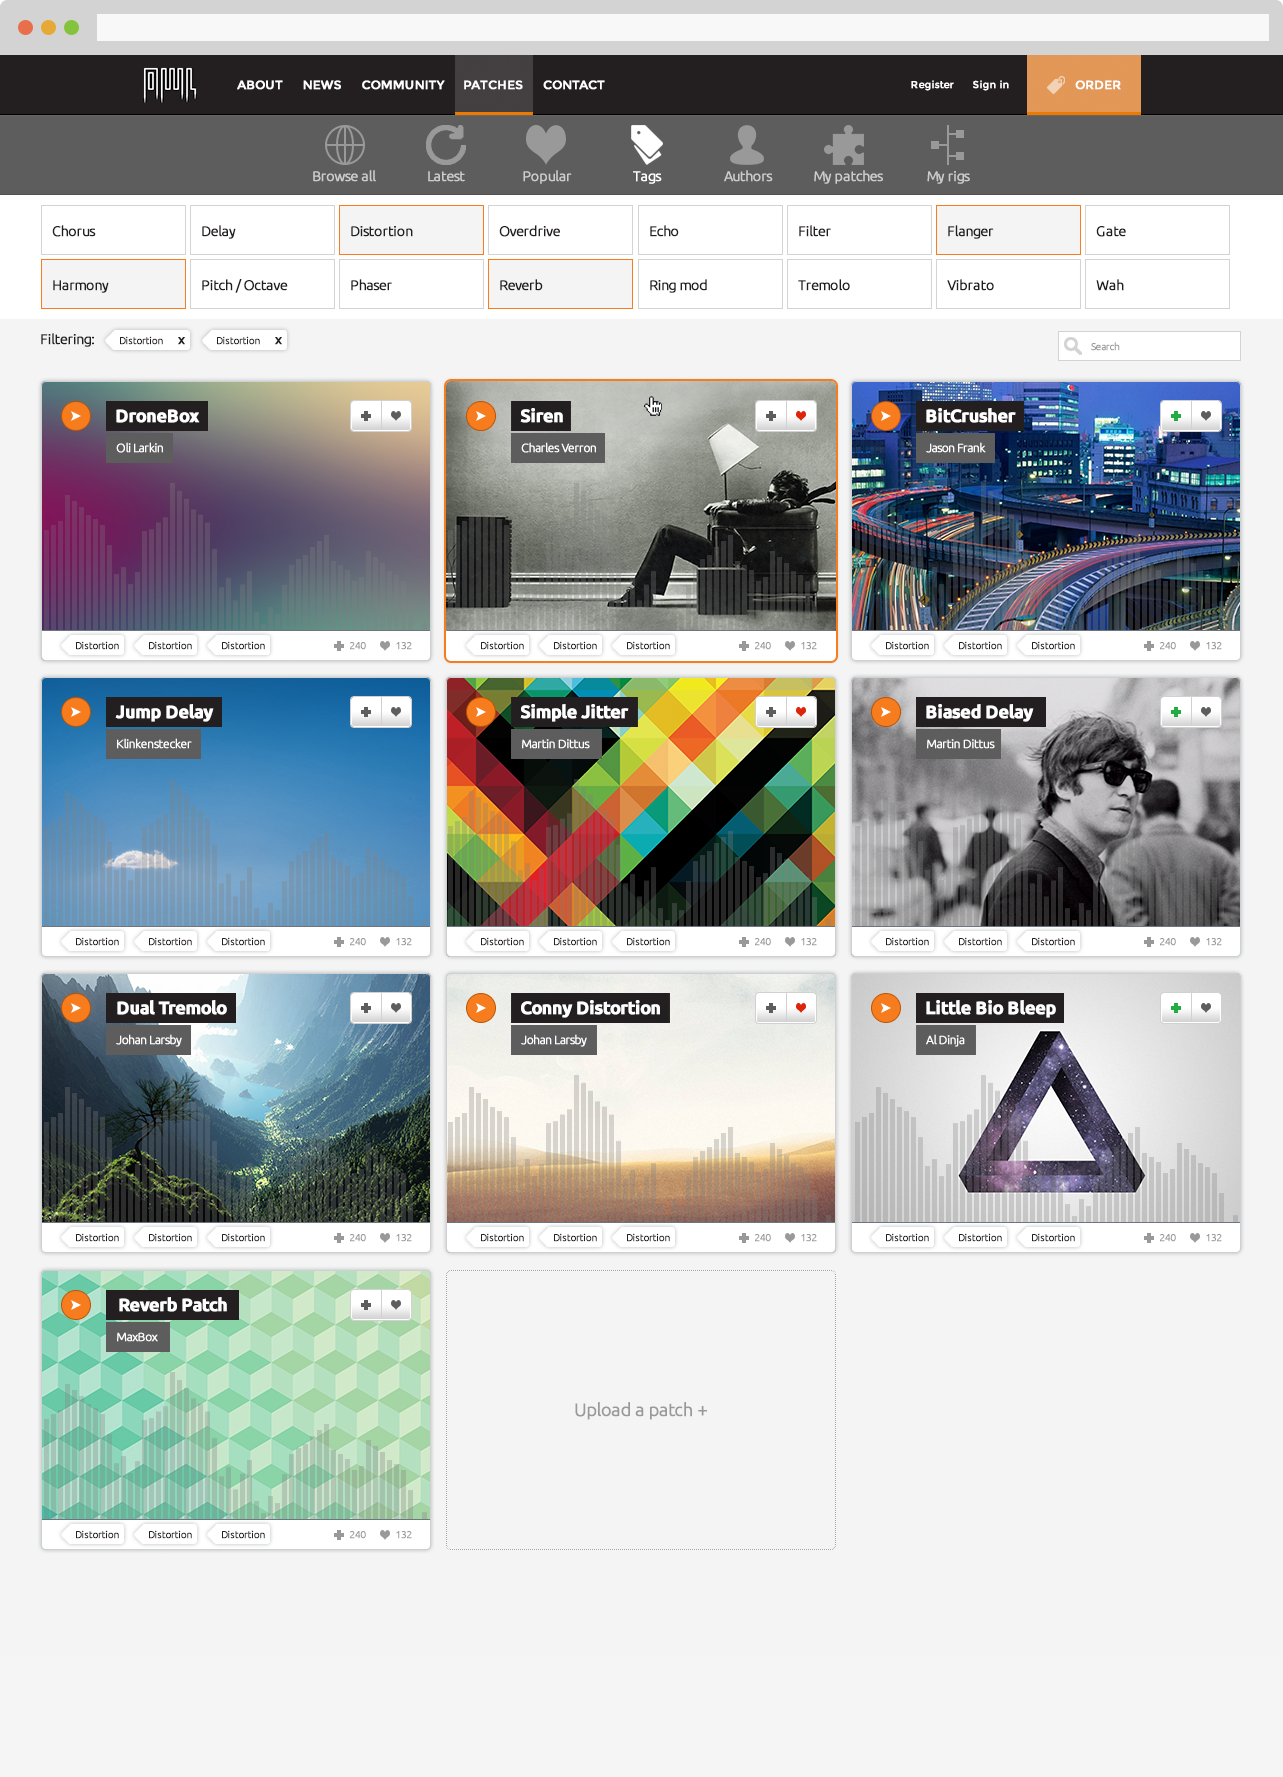 ABOUT NEWS COMMUNITY PATCHES CONTACT Register Sign in ORDER
Browse all Latest Popular Tags Authors My patches My rigs
Chorus Delay Distortion Overdrive Echo Filter Flanger Gate
Harmony Pitch / Octave Phaser Reverb Ring mod Tremolo Vibrato Wah
Filtering: Distortion x Distortion x Search
DroneBox Siren BitCrusher
Oli Larkin Charles Verron Jason Frank
Distortion Distortion Distortion 240 132 Distortion Distortion Distortion 240 132 Distortion Distortion Distortion 240 132
Jump Delay Simple Jitter Biased Delay
Klinkenstecker Martin Dittus Martin Dittus
Distortion Distortion Distortion 240 132 Distortion Distortion Distortion 240 132 Distortion Distortion Distortion 240 132
Dual Tremolo Conny Distortion Little Bio Bleep
Johan Larsby Johan Larsby Al Dinja
Distortion Distortion Distortion 240 132 Distortion Distortion Distortion 240 132 Distortion Distortion Distortion 240 132
Reverb Patch
MaxBox
Upload a patch +
Distortion Distortion Distortion 240 132